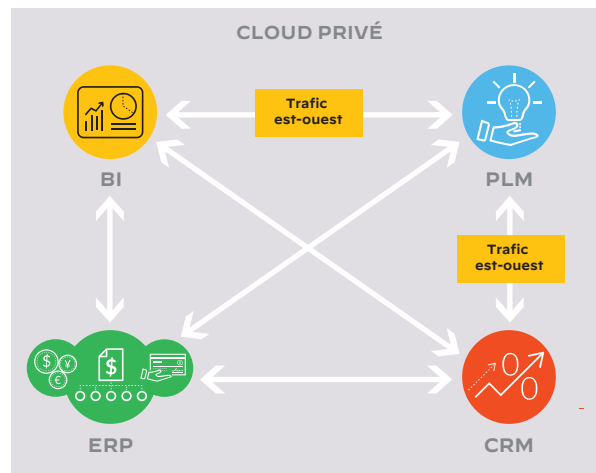 CLOUD PRIVÉ
Trafic
est-ouest
BI
PLM
Trafic
est-ouest
$
¥
€
$
ERP
CRM